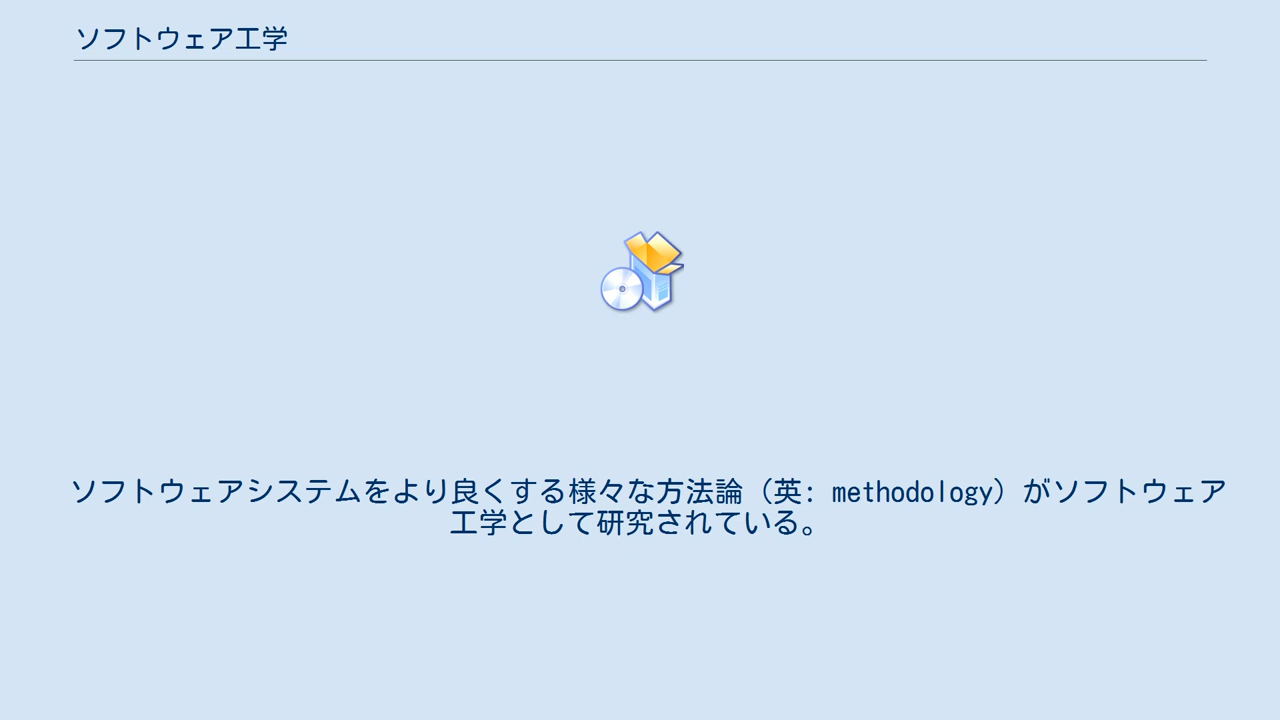 ソフトウェア工学
ソフトウェアシステムをより良くする様々な方法論（英: methodology）がソフトウェア
工学として研究されている。